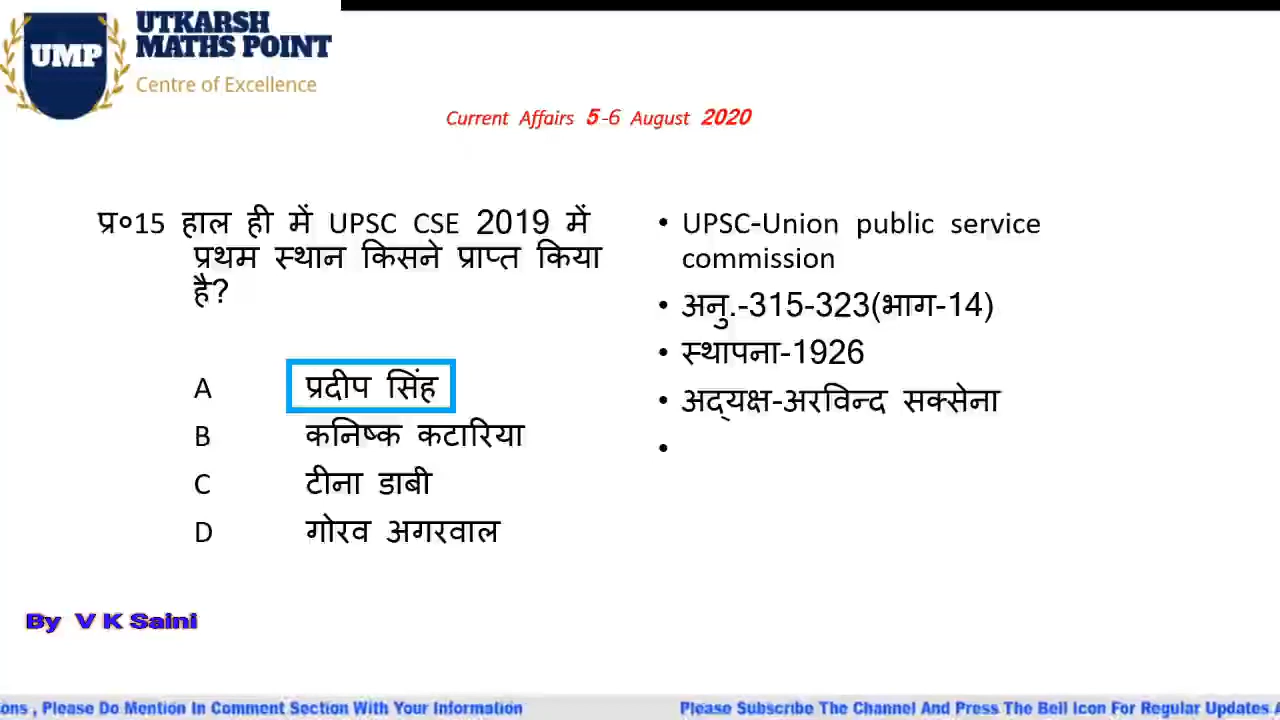 UMP
UTKARSH
MATHS POINT
Centre of Excellence
Current Affairs 5-6 August 2020
प्र०15 हाल ही में UPSC CSE 2019 में
प्रथम स्थान किसने प्राप्त किया
है?
A प्रदीप सिंह
B कनिष्क कटारिया
C टीना डाबी
D गोरव अगरवाल
• UPSC-Union public service
commission
• अनु.-315-323(भाग-14)
• स्थापना-1926
• अद्यक्ष-अरविन्द सक्सेना
•
By V K Saini
ons , Please Do Mention In Comment Section With Your Information
Please Subscribe The Channel And Press The Bell Icon For Regular Updates A